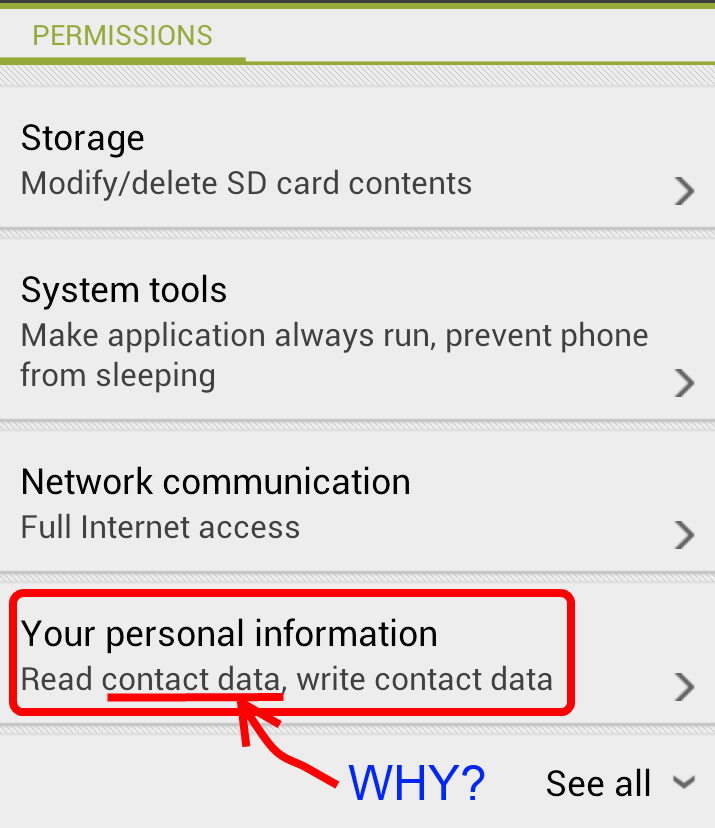 PERMISSIONS
Storage
Modify/delete SD card contents
System tools
Make application always run, prevent phone
from sleeping
Network communication
Full Internet access
Your personal information
Read contact data, write contact data
WHY?
See all